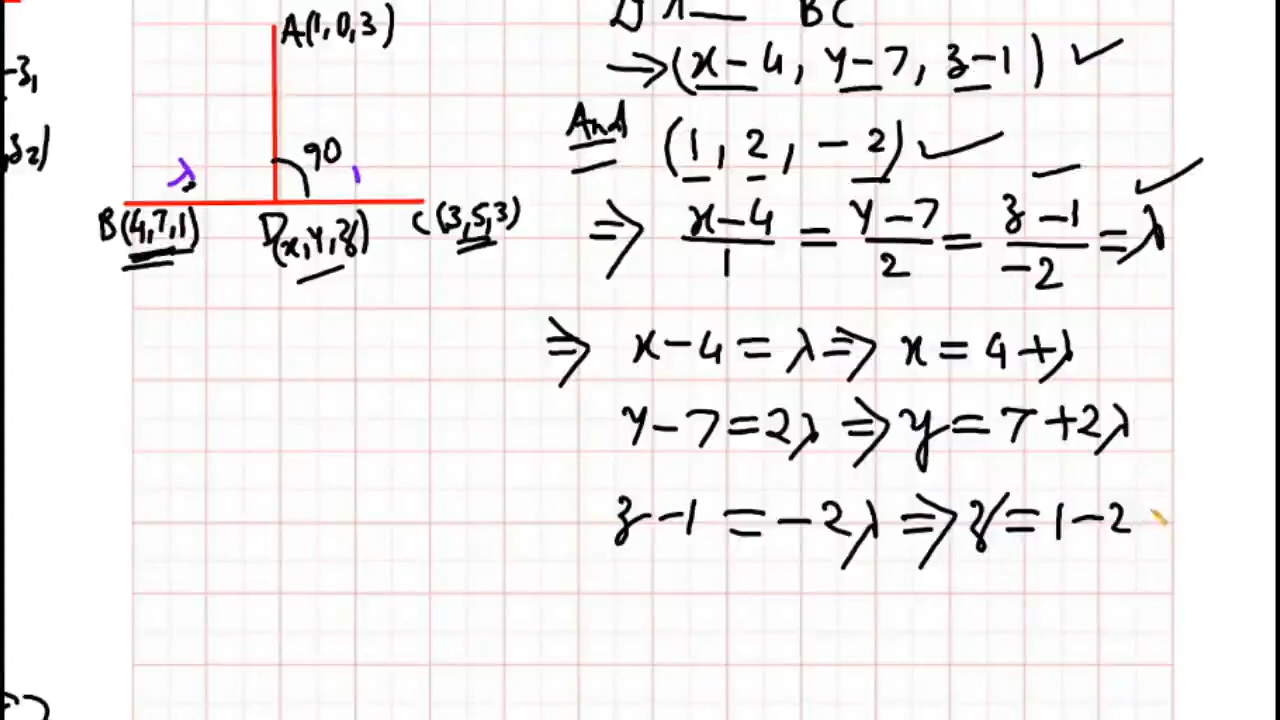 A(1, 0, 3)
90
λ 1
B(4,7,1) D(x,y,z) C(3,5,3)
BC
→(x-4, y-7, z-1) ✓
And (1, 2, -2) ✓
⇒ x-4/1 = y-7/2 = z-1/-2 = λ ✓
⇒ x-4 = λ ⇒ x = 4+λ
y-7 = 2λ ⇒ y = 7+2λ
z-1 = -2λ ⇒ z = 1-2